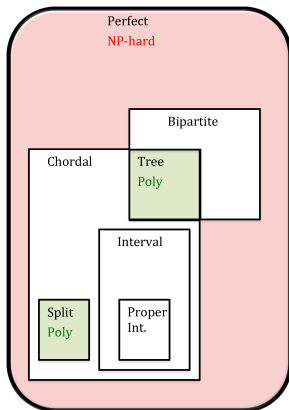 Perfect
NP-hard
Bipartite
Chordal
Tree
Poly
Interval
Split
Poly
Proper
Int.